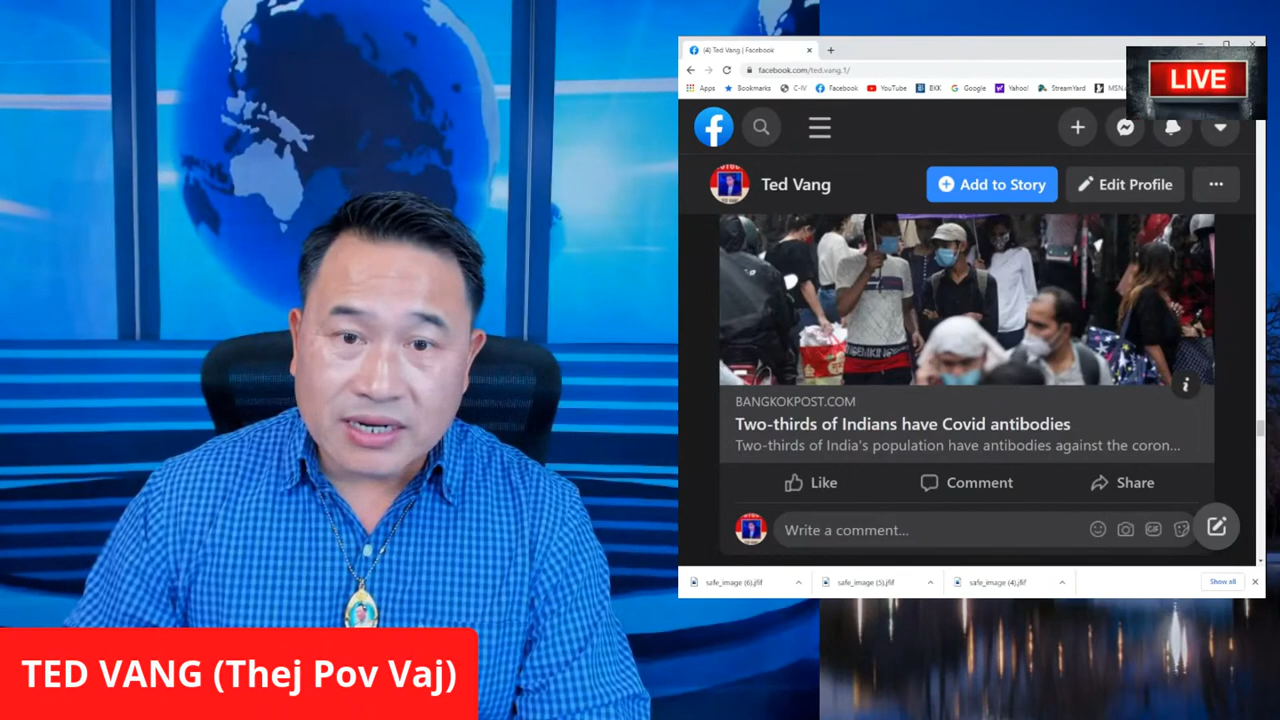 (4) Ted Vang | Facebook
facebook.com/ted.vang.1/
Apps Bookmarks C-IV Facebook YouTube BKK Google Yahoo! StreamYard MSN
LIVE
Ted Vang
Add to Story
Edit Profile
BANGKOKPOST.COM
Two-thirds of Indians have Covid antibodies
Two-thirds of India's population have antibodies against the coron...
Like Comment Share
Write a comment...
GIF
safe_image (6).jfif safe_image (5).jfif safe_image (4).jfif Show all
TED VANG (Thej Pov Vaj)